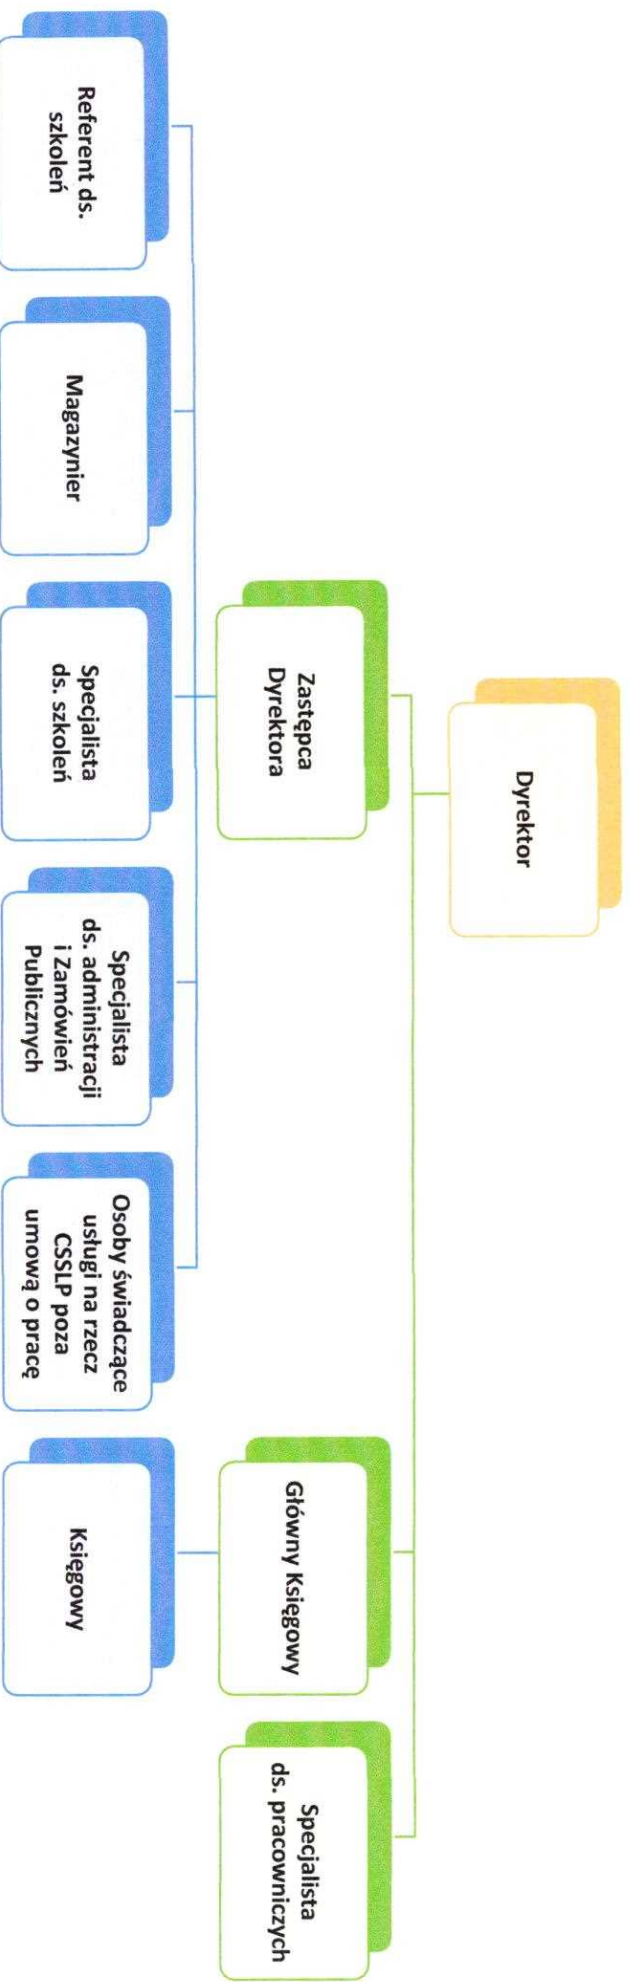 Dyrektor
Zastępca
Dyrektora
Główny Księgowy
Specjalista
ds. pracowniczych
Referent ds.
szkoleń
Magazynier
Specjalista
ds. szkoleń
Specjalista
ds. administracji
i Zamówień
Publicznych
Osoby świadczące
usługi na rzecz
CSSLP poza
umową o pracę
Księgowy